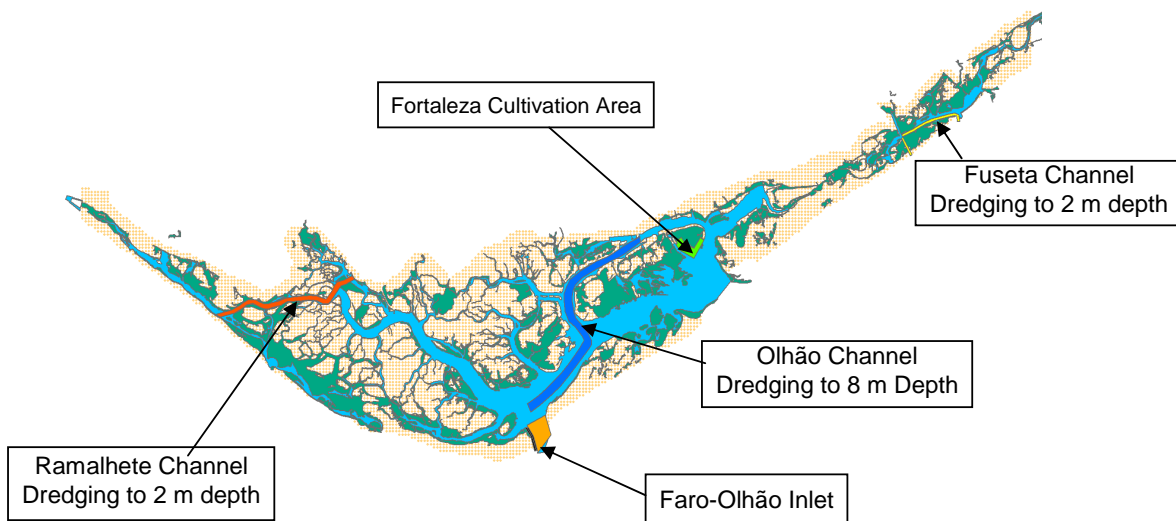 Fortaleza Cultivation Area
Fuseta Channel
Dredging to 2 m depth
Olhão Channel
Dredging to 8 m Depth
Ramalhete Channel
Dredging to 2 m depth
Faro-Olhão Inlet